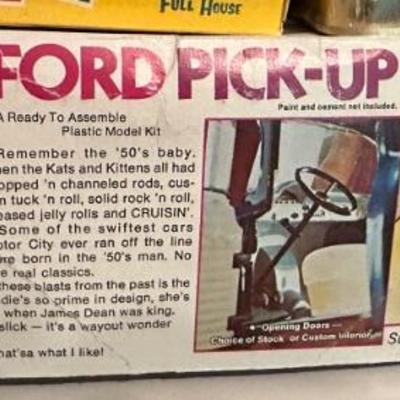 FULL HOUSE
FORD PICK-UP
A Ready To Assemble
Plastic Model Kit
Paint and cement not included.
Remember the '50's baby.
en the Kats and Kittens all had
opped 'n channeled rods, cus-
n tuck 'n roll, solid rock 'n roll,
eased jelly rolls and CRUISIN'.
Some of the swiftest cars
otor City ever ran off the line
re born in the '50's man. No
e real classics.
these blasts from the past is the
die's so prime in design, she's
when James Dean was king.
slick — it's a wayout wonder
hat'sa what I like!
• Opening Doors —
Choice of Stock or Custom Interior